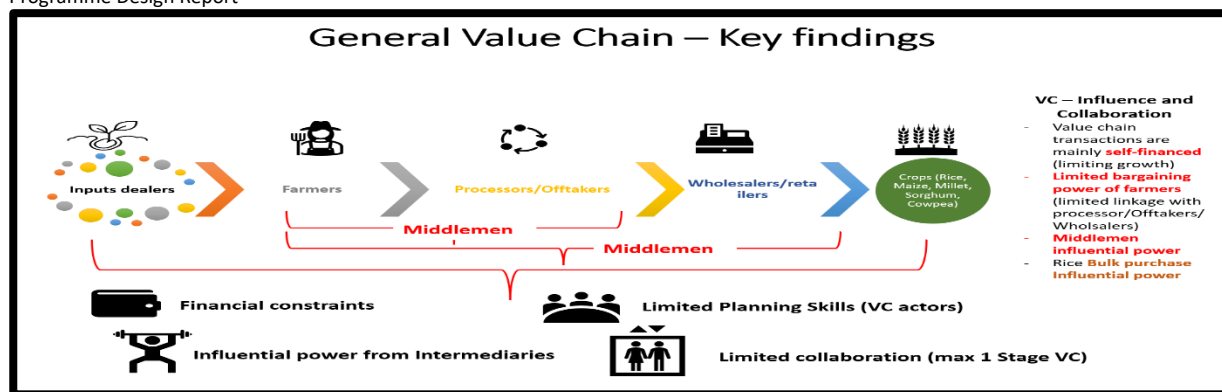 Programme Design Report
General Value Chain – Key findings
Inputs dealers
Farmers
Processors/Offtakers
Wholesalers/reta
ilers
Crops (Rice,
Maize, Millet,
Sorghum,
Cowpea)
Middlemen
Middlemen
Financial constraints
Limited Planning Skills (VC actors)
Influential power from Intermediaries
Limited collaboration (max 1 Stage VC)
VC – Influence and
Collaboration
- Value chain
transactions are
mainly self-financed
(limiting growth)
- Limited bargaining
power of farmers
(limited linkage with
processor/Offtakers/
Wholsalers)
- Middlemen
influential power
- Rice Bulk purchase
Influential power